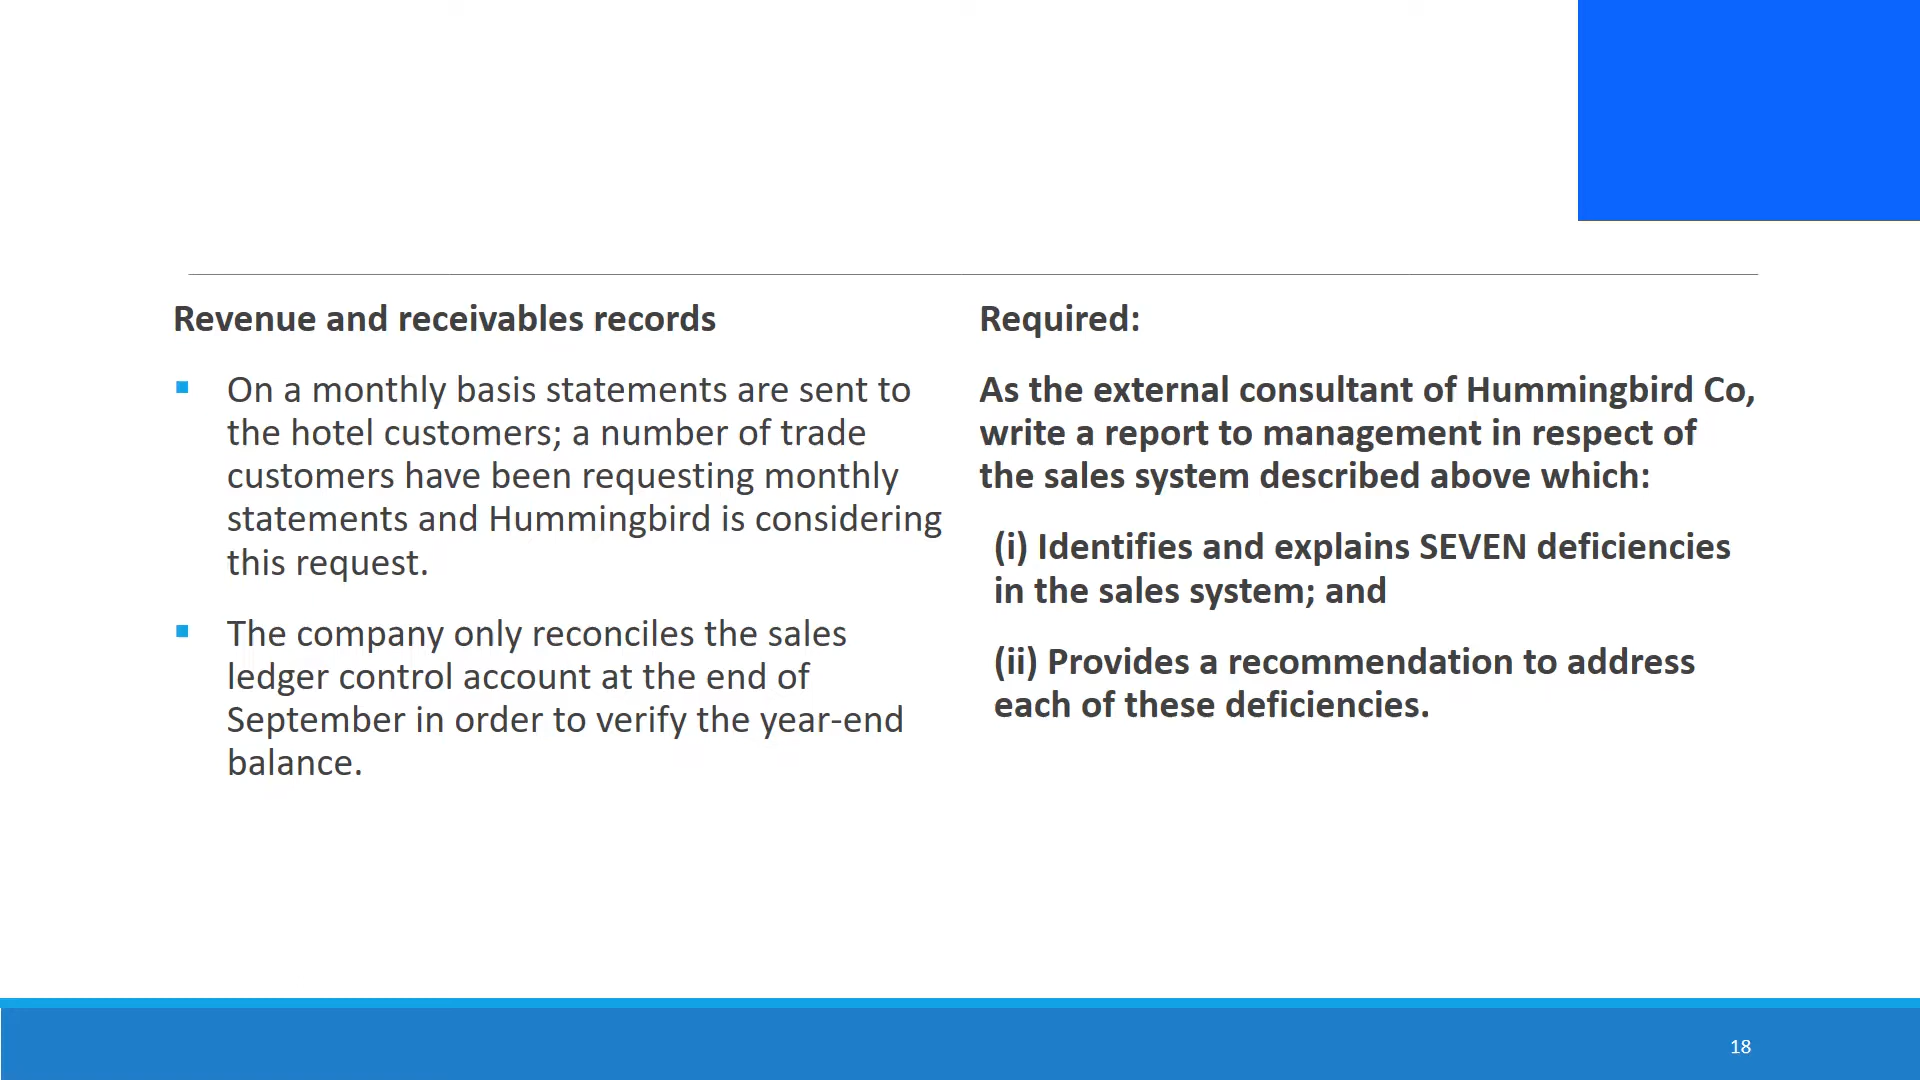 Revenue and receivables records
▪ On a monthly basis statements are sent to
the hotel customers; a number of trade
customers have been requesting monthly
statements and Hummingbird is considering
this request.
▪ The company only reconciles the sales
ledger control account at the end of
September in order to verify the year-end
balance.
Required:
As the external consultant of Hummingbird Co,
write a report to management in respect of
the sales system described above which:
(i) Identifies and explains SEVEN deficiencies
in the sales system; and
(ii) Provides a recommendation to address
each of these deficiencies.
18